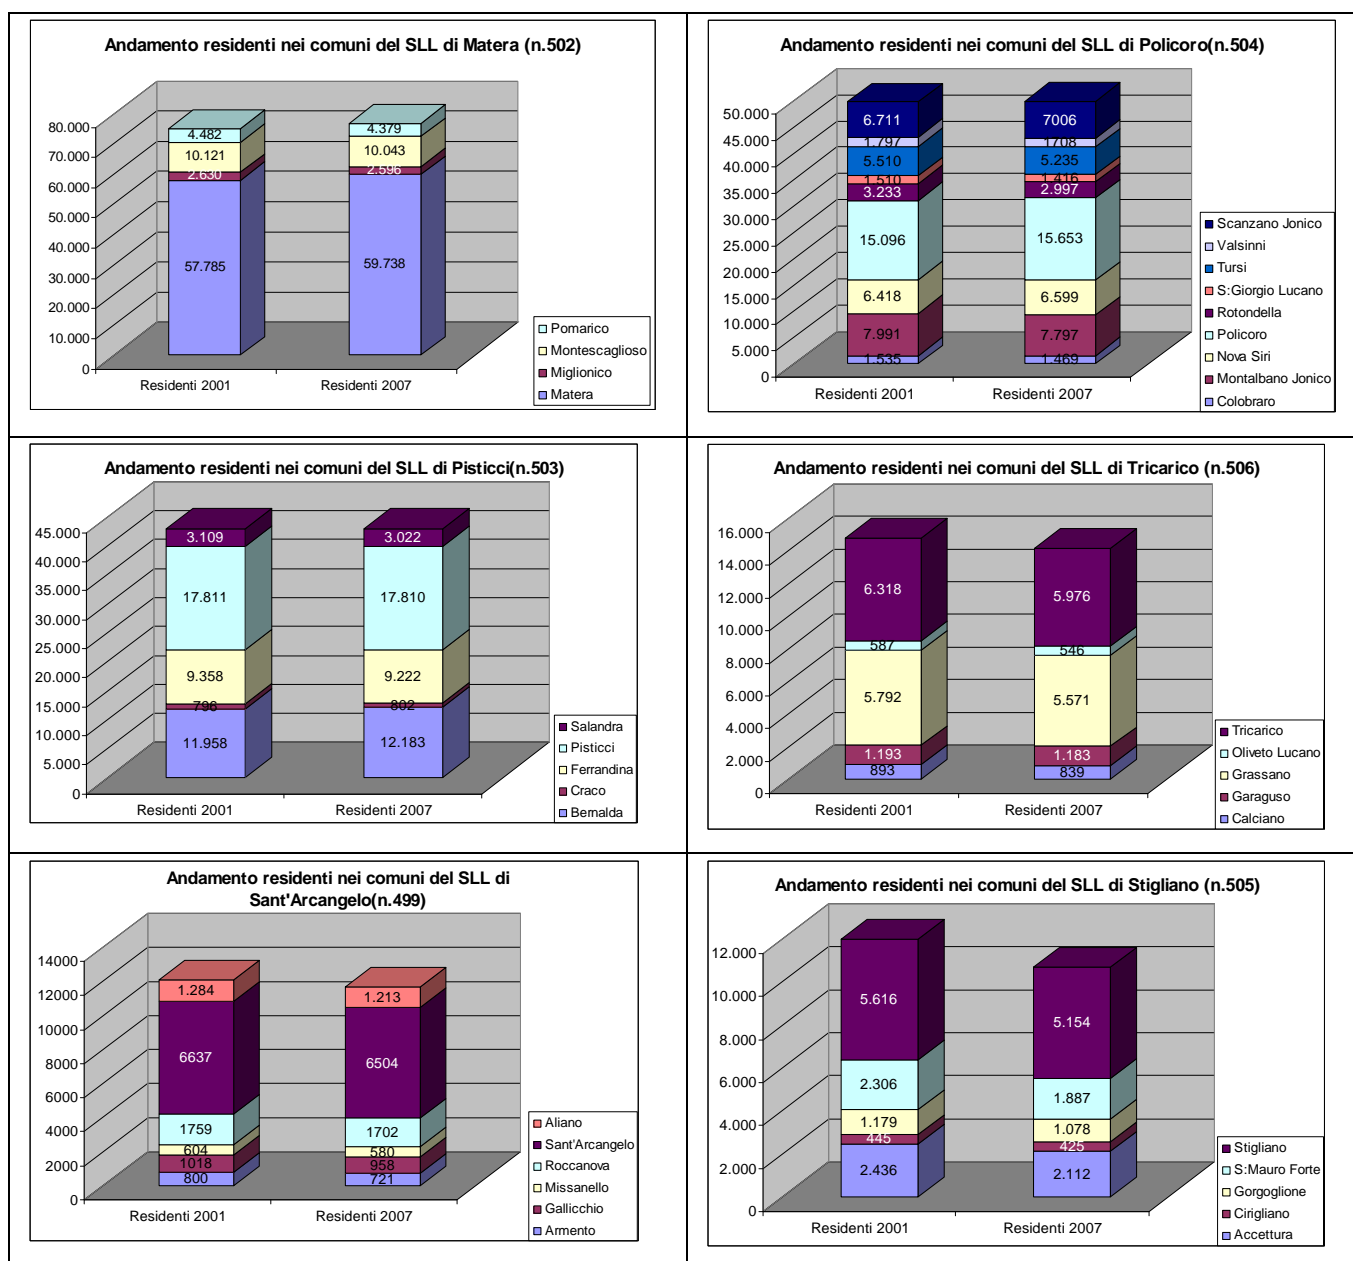 Andamento residenti nei comuni del SLL di Matera (n.502)
80.000
70.000
60.000
50.000
40.000
30.000
20.000
10.000
0
4.482
10.121
2.630
57.785
4.379
10.043
2.596
59.738
Residenti 2001
Residenti 2007
Pomarico
Montescaglioso
Miglionico
Matera
Andamento residenti nei comuni del SLL di Policoro(n.504)
50.000
45.000
40.000
35.000
30.000
25.000
20.000
15.000
10.000
5.000
0
6.711
1.797
5.510
1.510
3.233
15.096
6.418
7.991
1.535
7006
1708
5.235
1.416
2.997
15.653
6.599
7.797
1.469
Residenti 2001
Residenti 2007
Scanzano Jonico
Valsinni
Tursi
S:Giorgio Lucano
Rotondella
Policoro
Nova Siri
Montalbano Jonico
Colobraro
Andamento residenti nei comuni del SLL di Pisticci(n.503)
45.000
40.000
35.000
30.000
25.000
20.000
15.000
10.000
5.000
0
3.109
17.811
9.358
796
11.958
3.022
17.810
9.222
802
12.183
Residenti 2001
Residenti 2007
Salandra
Pisticci
Ferrandina
Craco
Bernalda
Andamento residenti nei comuni del SLL di Tricarico (n.506)
16.000
14.000
12.000
10.000
8.000
6.000
4.000
2.000
0
6.318
587
5.792
1.193
893
5.976
546
5.571
1.183
839
Residenti 2001
Residenti 2007
Tricarico
Oliveto Lucano
Grassano
Garaguso
Calciano
Andamento residenti nei comuni del SLL di
Sant'Arcangelo(n.499)
14000
12000
10000
8000
6000
4000
2000
0
1.284
6637
1759
604
1018
800
1.213
6504
1702
580
958
721
Residenti 2001
Residenti 2007
Aliano
Sant'Arcangelo
Roccanova
Missanello
Gallicchio
Armento
Andamento residenti nei comuni del SLL di Stigliano (n.505)
12.000
10.000
8.000
6.000
4.000
2.000
0
5.616
2.306
1.179
445
2.436
5.154
1.887
1.078
425
2.112
Residenti 2001
Residenti 2007
Stigliano
S:Mauro Forte
Gorgoglione
Cirigliano
Accettura